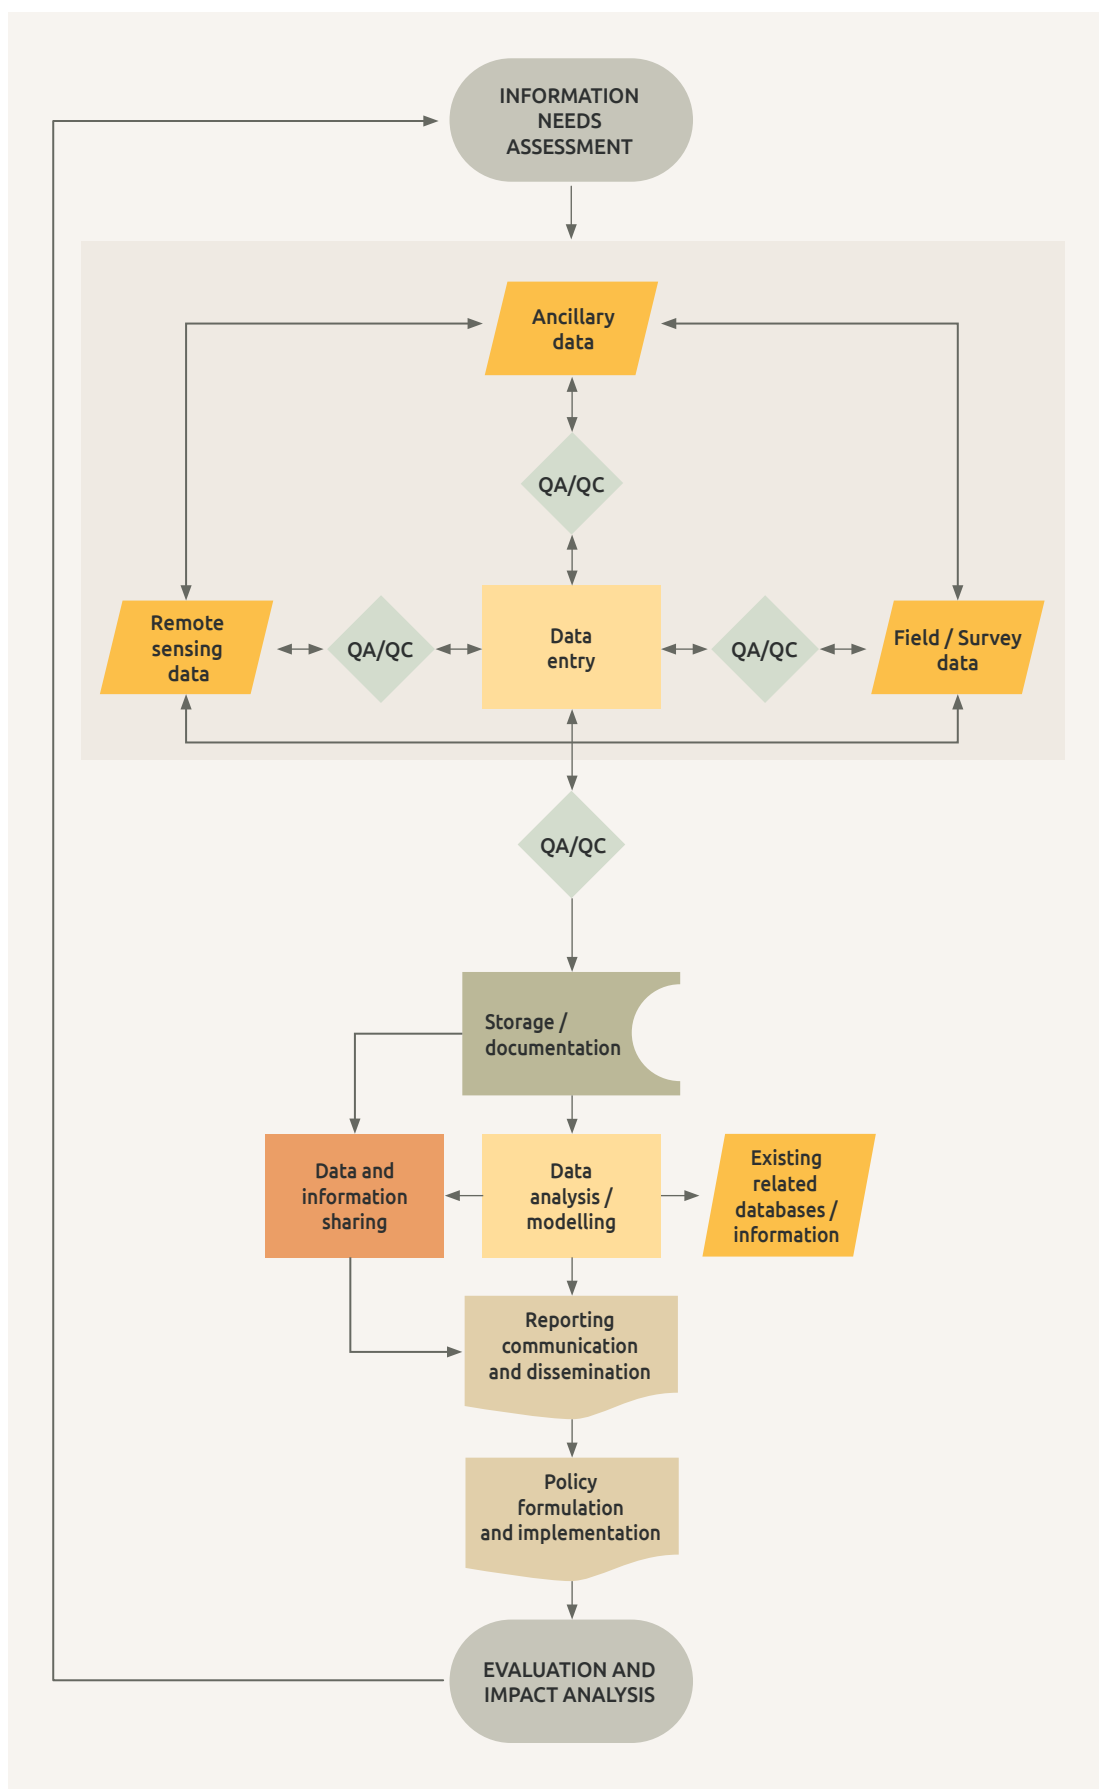 INFORMATION
NEEDS
ASSESSMENT
Ancillary
data
QA/QC
Remote
sensing
data
QA/QC
Data
entry
QA/QC
Field / Survey
data
QA/QC
Storage /
documentation
Data and
information
sharing
Data
analysis /
modelling
Existing
related
databases /
information
Reporting
communication
and dissemination
Policy
formulation
and implementation
EVALUATION AND
IMPACT ANALYSIS